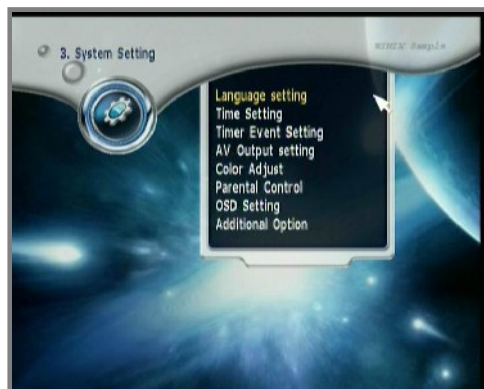 3. System Setting
Sample
Language setting
Time Setting
Timer Event Setting
AV Output setting
Color Adjust
Parental Control
OSD Setting
Additional Option